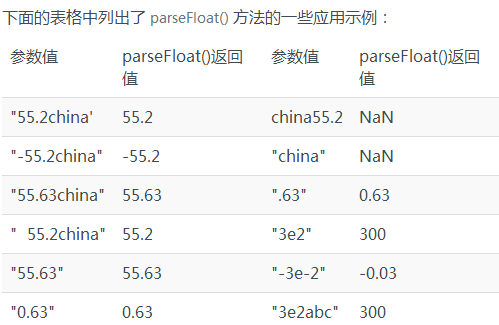 下面的表格中列出了 parseFloat() 方法的一些应用示例：
参数值 parseFloat()返回值 参数值 parseFloat()返回值
"55.2china' 55.2 china55.2 NaN
"-55.2china" -55.2 "china" NaN
"55.63china" 55.63 ".63" 0.63
"  55.2china" 55.2 "3e2" 300
"55.63" 55.63 "-3e-2" -0.03
"0.63" 0.63 "3e2abc" 300